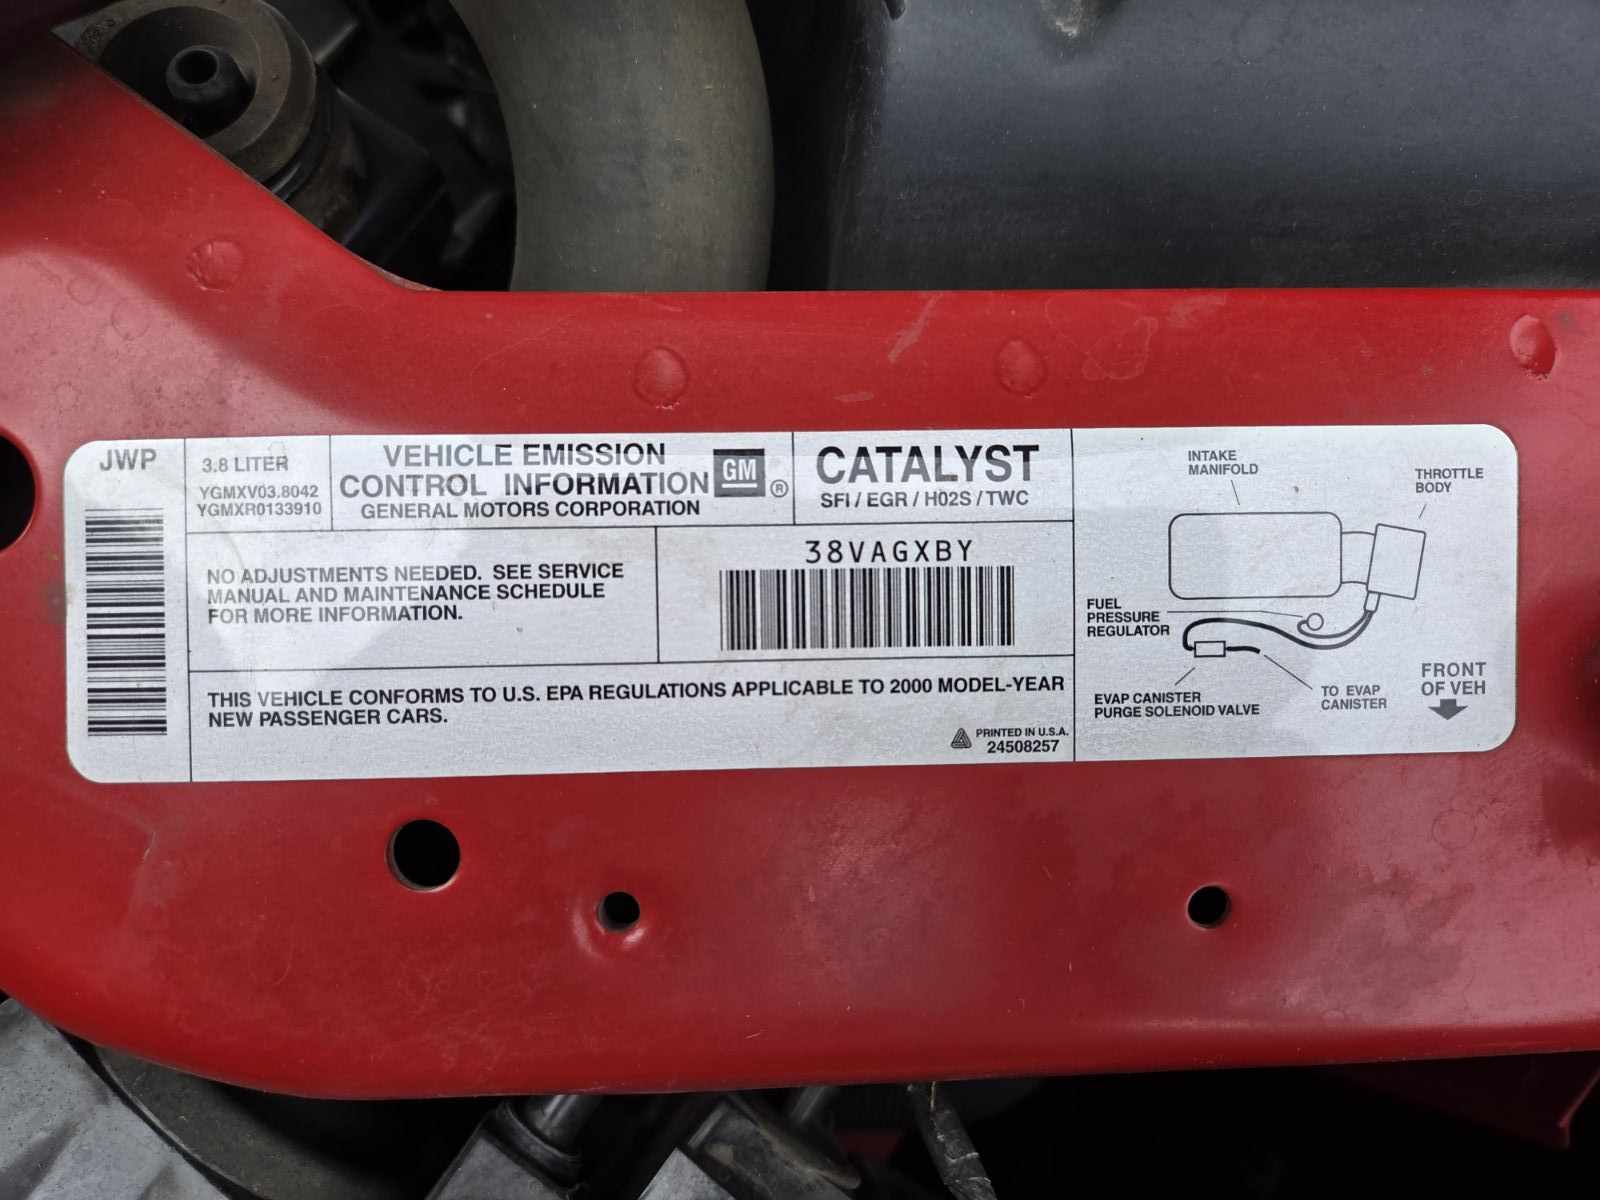 JWP
3.8 LITER
YGMXV03.8042
YGMXR0133910
VEHICLE EMISSION
CONTROL INFORMATION
GENERAL MOTORS CORPORATION
GM ®
CATALYST
SFI / EGR / H02S / TWC
NO ADJUSTMENTS NEEDED. SEE SERVICE
MANUAL AND MAINTENANCE SCHEDULE
FOR MORE INFORMATION.
38VAGXBY
THIS VEHICLE CONFORMS TO U.S. EPA REGULATIONS APPLICABLE TO 2000 MODEL-YEAR
NEW PASSENGER CARS.
PRINTED IN U.S.A.
24508257
INTAKE
MANIFOLD
THROTTLE
BODY
FUEL
PRESSURE
REGULATOR
EVAP CANISTER
PURGE SOLENOID VALVE
TO EVAP
CANISTER
FRONT
OF VEH